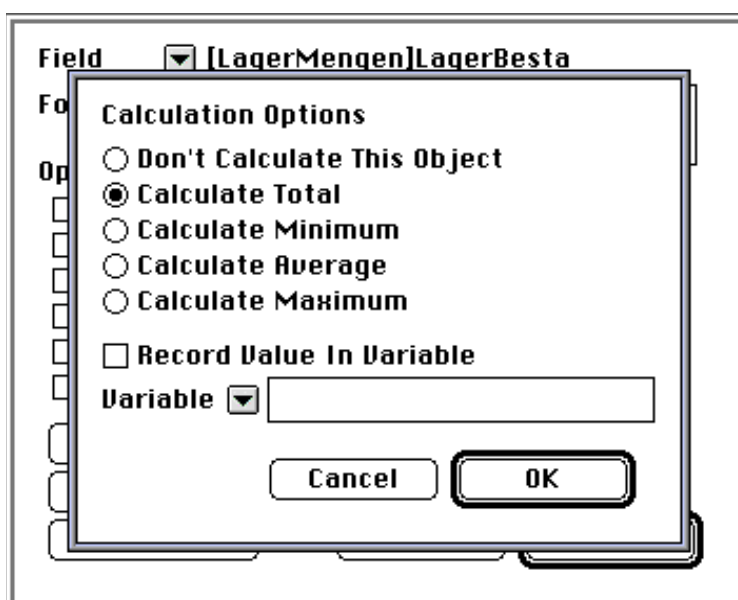 Field [LagerMengen]LagerBesta
Fo
Calculation Options
Op
Don't Calculate This Object
Calculate Total
Calculate Minimum
Calculate Average
Calculate Maximum
Record Value In Variable
Variable
Cancel OK